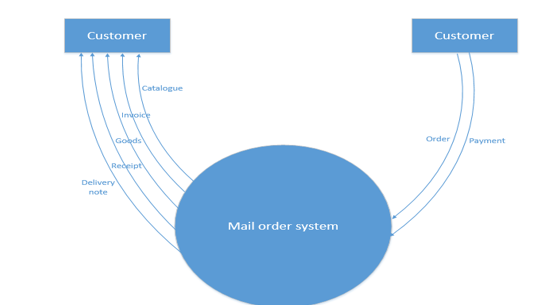 Customer
Customer
Catalogue
Invoice
Goods
Order
Payment
Receipt
Delivery
note
Mail order system